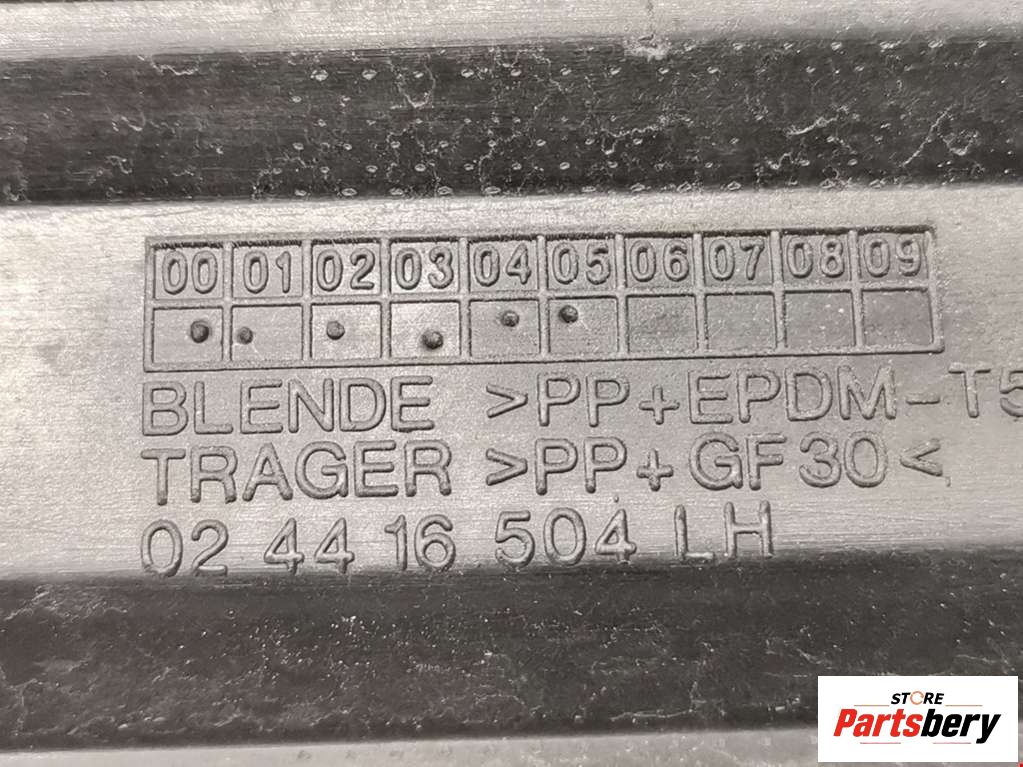 00 01 02 03 04 05 06 07 08 09
BLENDE >PP+EPDM-T5
TRAGER >PP+GF30<
02 44 16 504 LH
STORE
Partsbery